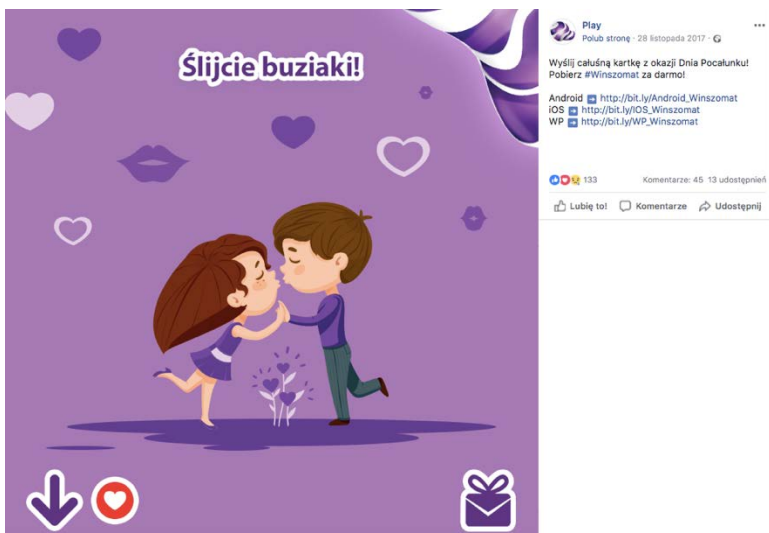 Ślijcie buziaki!
Play
Polub stronę · 28 listopada 2017 ·
Wyślij całuśną kartkę z okazji Dnia Pocałunku!
Pobierz #Winszomat za darmo!
Android ➡ http://bit.ly/Android_Winszomat
iOS ➡ http://bit.ly/IOS_Winszomat
WP ➡ http://bit.ly/WP_Winszomat
133 Komentarze: 45 13 udostępnień
Lubię to! Komentarze Udostępnij